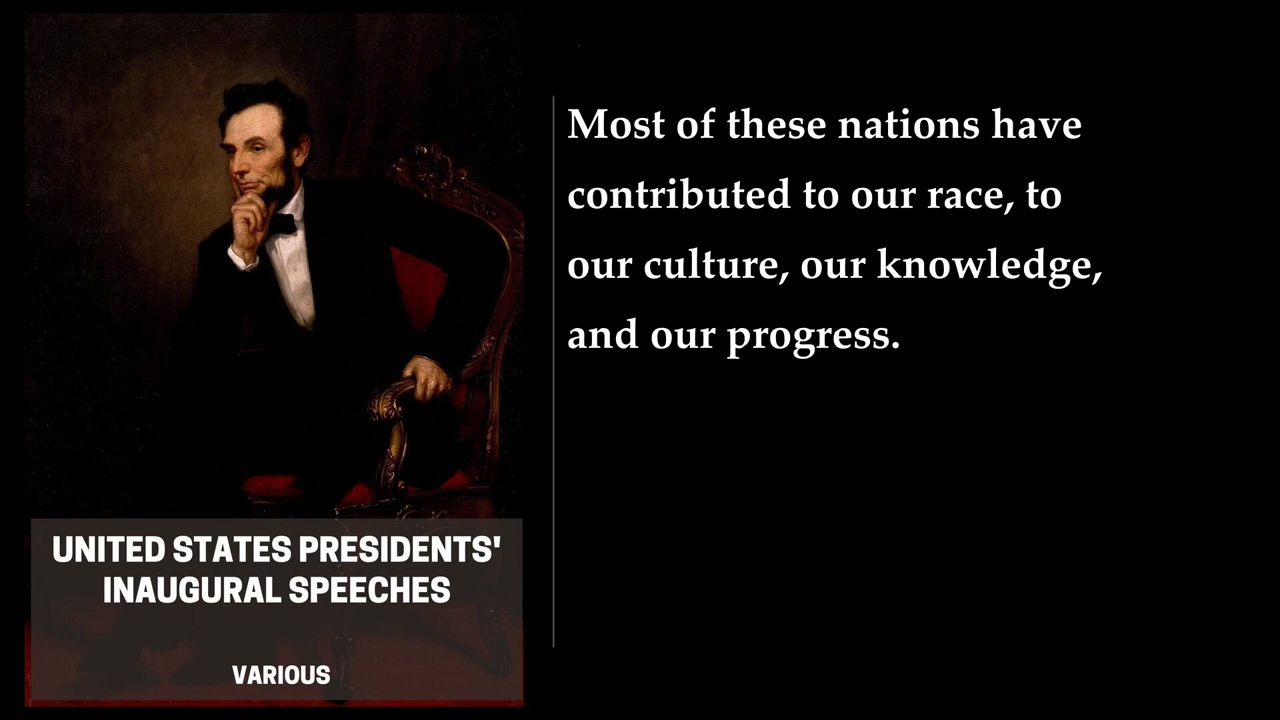 Most of these nations have
contributed to our race, to
our culture, our knowledge,
and our progress.
UNITED STATES PRESIDENTS'
INAUGURAL SPEECHES
VARIOUS